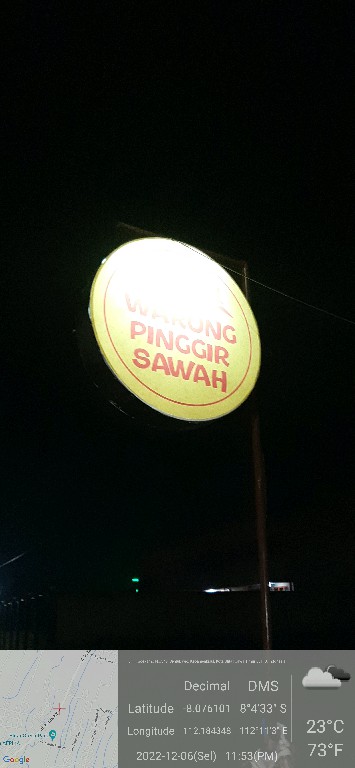 WARUNG
PINGGIR
SAWAH
Decimal DMS
Latitude -8.076101 8°4'33" S
Longitude 112.184348 112°11'3" E
2022-12-06(Sel) 11:53(PM)
23°C
73°F
Google